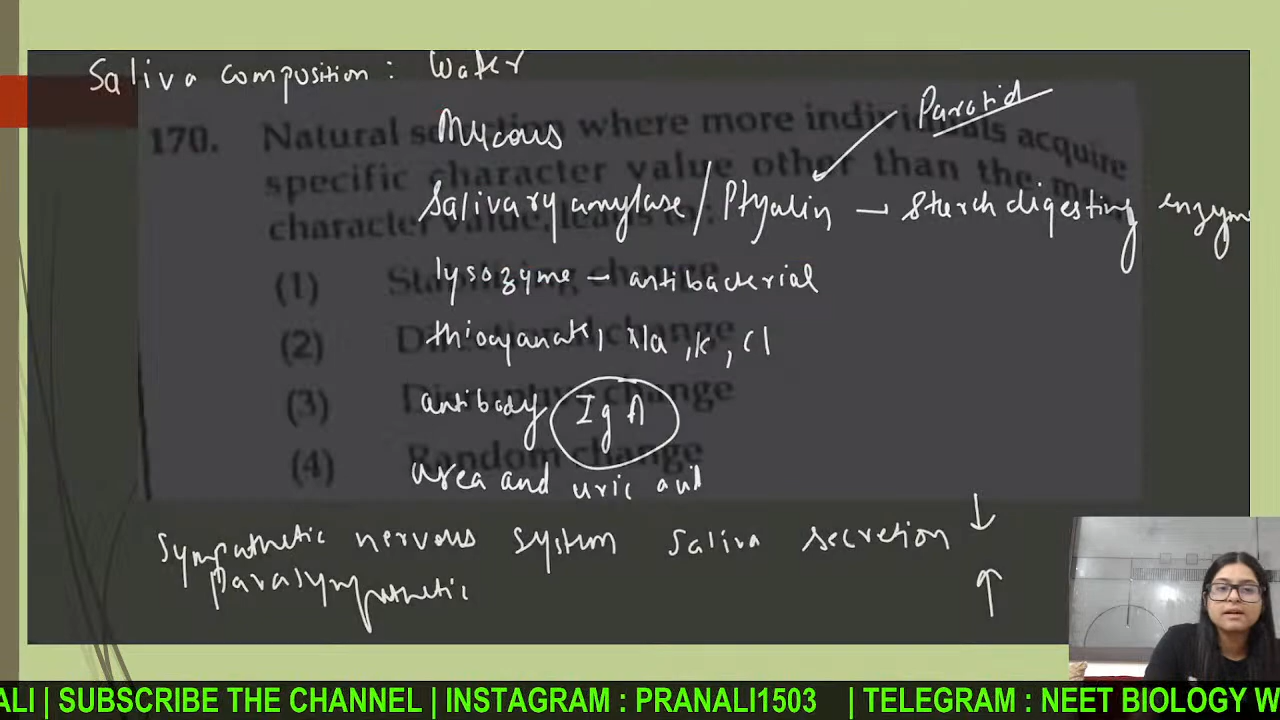 Saliva composition : Water
Mucous
Parotid
Salivary amylase / Ptyalin — Starch digesting enzym
lysozyme — antibacterial
thiocyanate, Na, K, Cl
antibody IgA
urea and uric acid
Sympathetic nervous system Saliva secretion ↓
parasympathetic ↑
170. Natural selection where more individuals acquire
specific character value other than the mean
character value, leads to:
(1) Stabilising change
(2) Directional change
(3) Disruptive change
(4) Random change
ALI | SUBSCRIBE THE CHANNEL | INSTAGRAM : PRANALI1503 | TELEGRAM : NEET BIOLOGY W